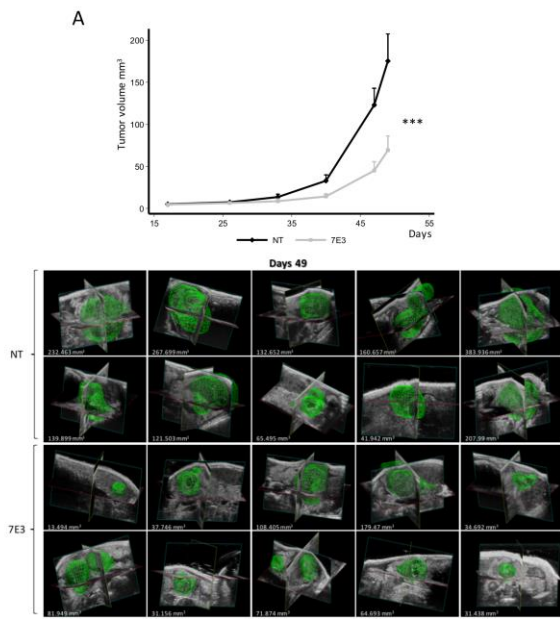 A
Tumor volume mm³
200
150
100
50
0
15 25 35 45 55
***
Days
NT 7E3
Days 49
NT
232.463 mm³ 267.699 mm³ 132.652 mm³ 160.657 mm³ 383.936 mm³
139.899 mm³ 121.503 mm³ 65.495 mm³ 41.942 mm³ 207.98 mm³
7E3
13.494 mm³ 37.746 mm³ 108.405 mm³ 179.47 mm³ 34.692 mm³
81.949 mm³ 31.156 mm³ 71.874 mm³ 64.693 mm³ 31.438 mm³